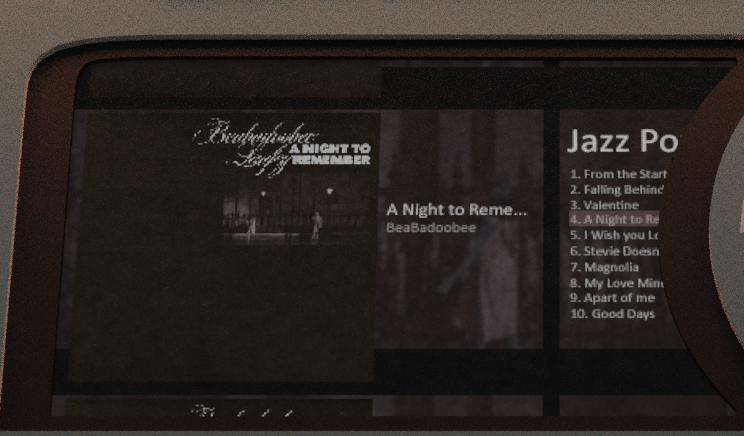 Beabadoobee
Laufey
A NIGHT TO
REMEMBER
A Night to Reme...
BeaBadoobee
Jazz Po
1. From the Start
2. Falling Behind
3. Valentine
4. A Night to Re
5. I Wish you Lo
6. Stevie Doesn
7. Magnolia
8. My Love Mine
9. Apart of me
10. Good Days